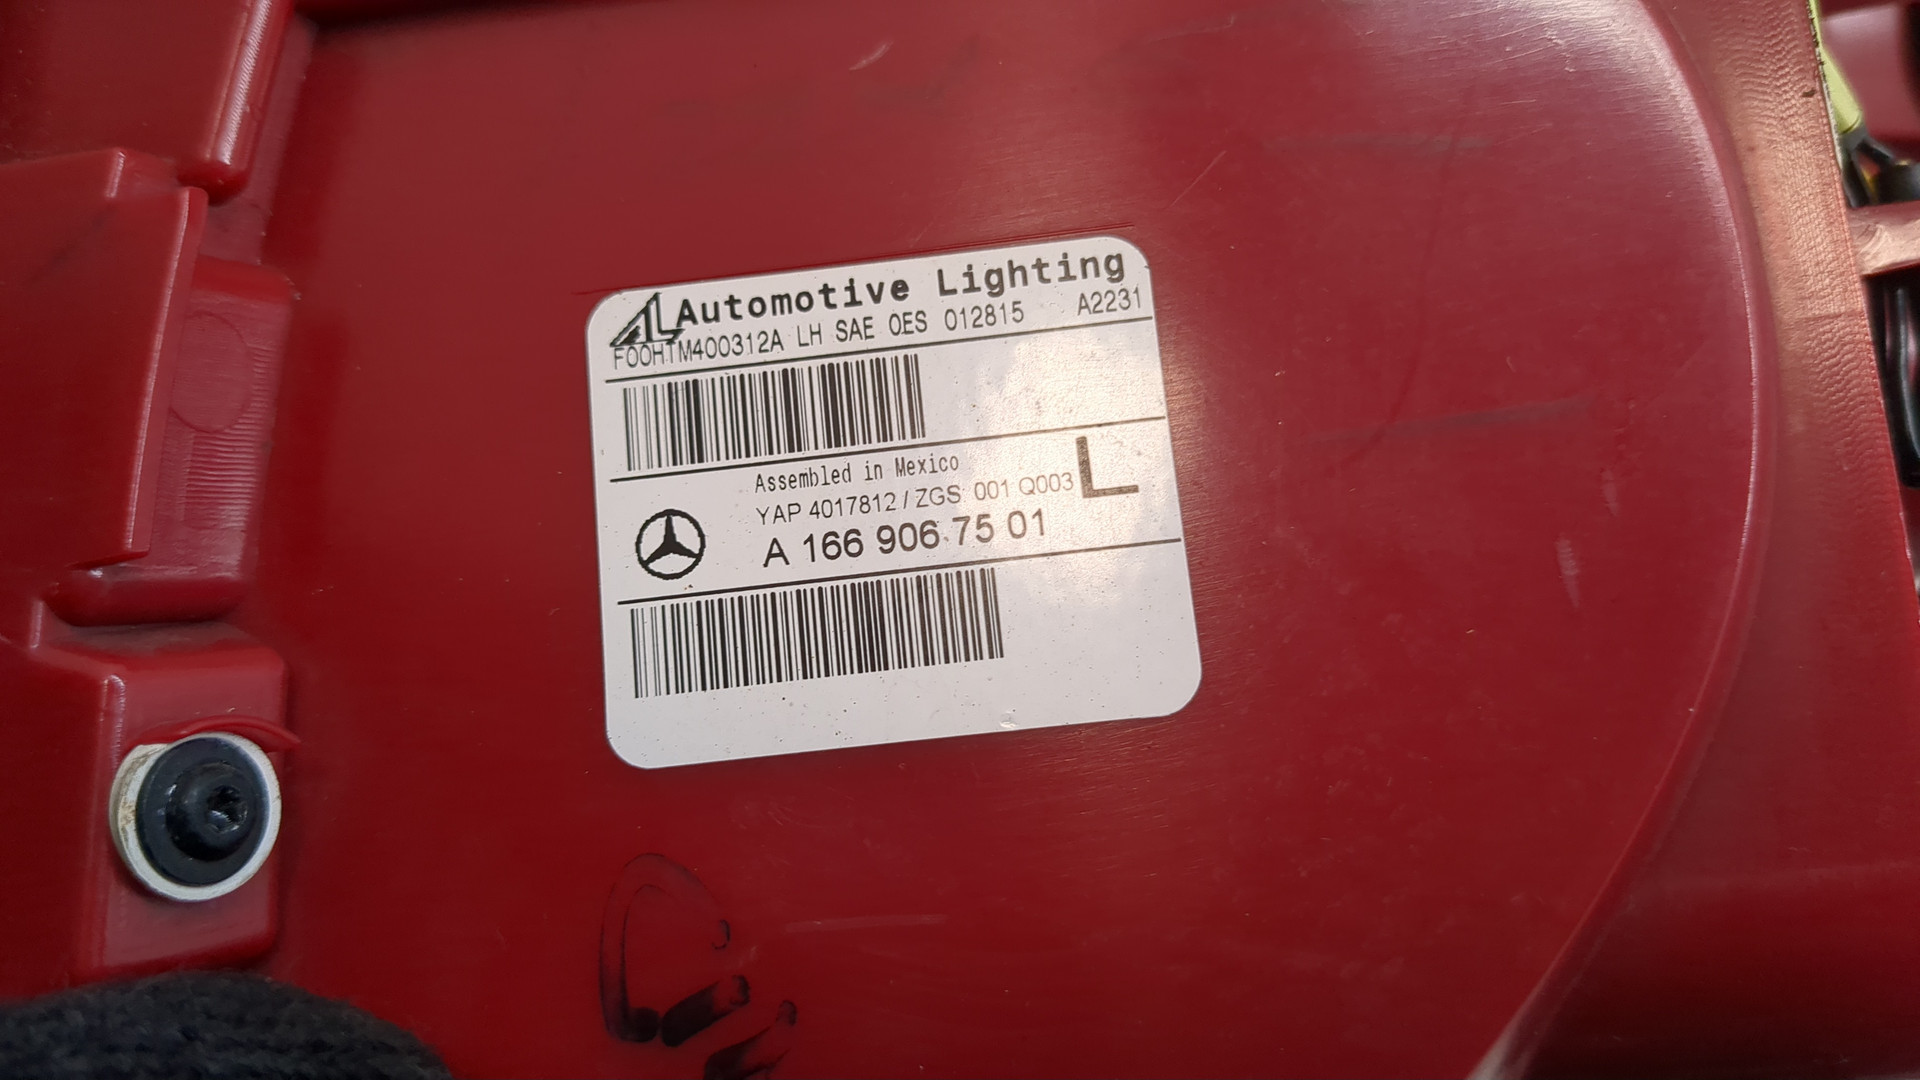 AL Automotive Lighting
F00HTM400312A LH SAE OES 012815 A2231
Assembled in Mexico
YAP 4017812 / ZGS 001 Q003 L
A 166 906 75 01